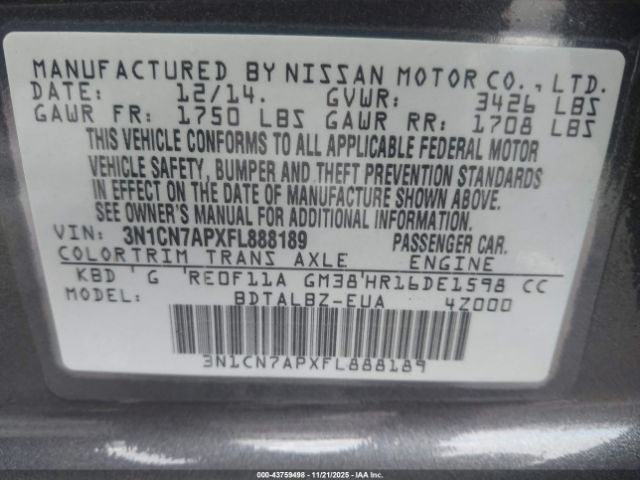 MANUFACTURED BY NISSAN MOTOR CO., LTD.
DATE: 12/14. GVWR: 3426 LBS
GAWR FR: 1750 LBS GAWR RR: 1708 LBS
THIS VEHICLE CONFORMS TO ALL APPLICABLE FEDERAL MOTOR
VEHICLE SAFETY, BUMPER AND THEFT PREVENTION STANDARDS
IN EFFECT ON THE DATE OF MANUFACTURE SHOWN ABOVE.
SEE OWNER'S MANUAL FOR ADDITIONAL INFORMATION.
VIN: 3N1CN7APXFL888189 PASSENGER CAR.
COLORTRIM TRANS AXLE ENGINE
KBD G RE0F11A GM38 HR16DE1598 CC
MODEL: BDTALBZ-EUA 4Z000
3N1CN7APXFL888189
000-43759498 11/21/2025 - IAAI, Inc. Copyright